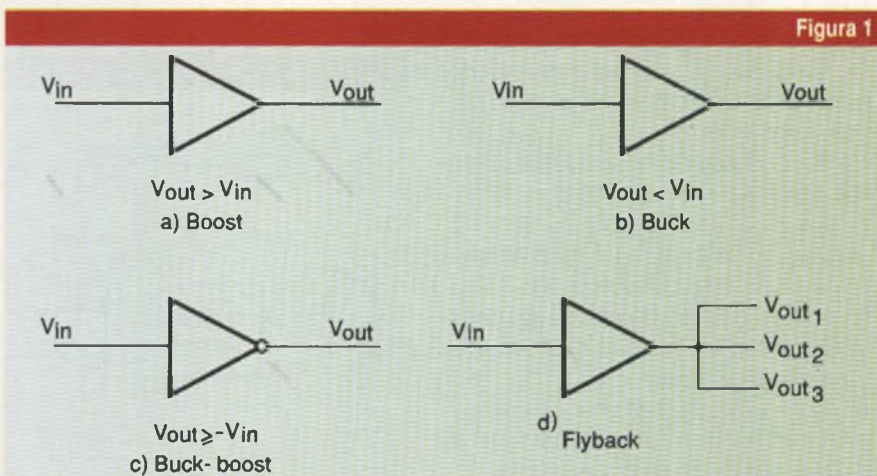 Figura 1
Vin
Vout
Vout > Vin
a) Boost
Vin
Vout
Vout < Vin
b) Buck
Vin
Vout
Vout ⩾ -Vin
c) Buck- boost
Vin
Vout 1
Vout 2
Vout 3
d)
Flyback